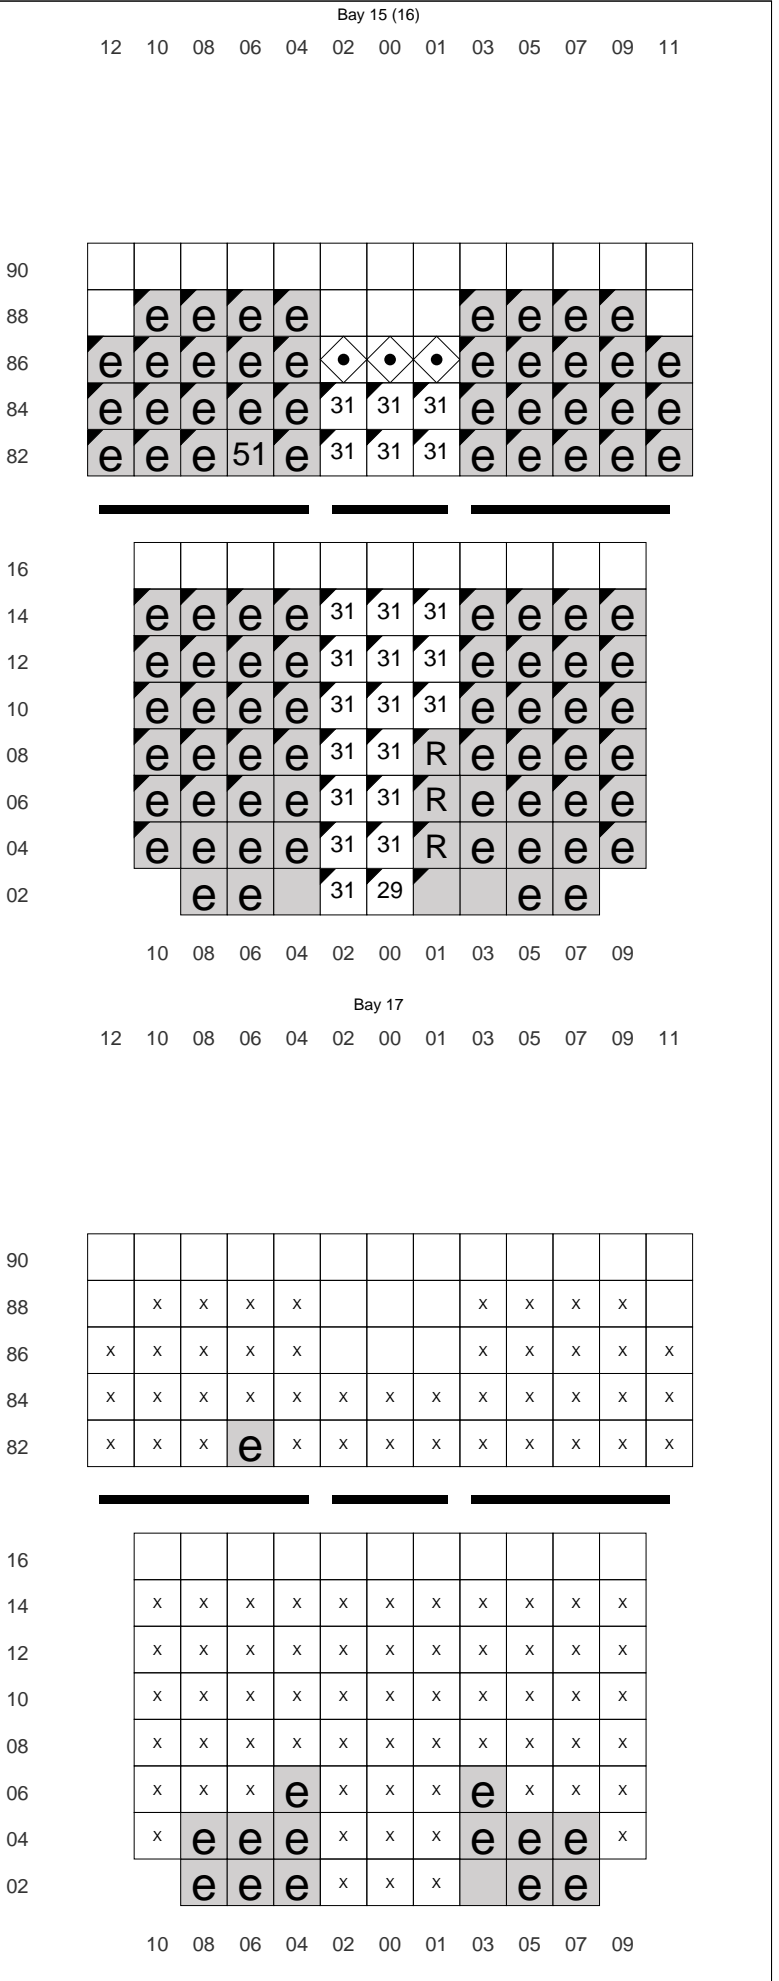 Bay 15 (16)
12 10 08 06 04 02 00 01 03 05 07 09 11
90
88 e e e e e e e e
86 e e e e e e e e e e
84 e e e e e 31 31 31 e e e e e
82 e e e 51 e 31 31 31 e e e e e
16
14 e e e e 31 31 31 e e e e
12 e e e e 31 31 31 e e e e
10 e e e e 31 31 31 e e e e
08 e e e e 31 31 R e e e e
06 e e e e 31 31 R e e e e
04 e e e e 31 31 R e e e e
02 e e 31 29 e e
10 08 06 04 02 00 01 03 05 07 09
Bay 17
12 10 08 06 04 02 00 01 03 05 07 09 11
90
88 x x x x x x x x
86 x x x x x x x x x x
84 x x x x x x x x x x x x x
82 x x x e x x x x x x x x x
16
14 x x x x x x x x x x x
12 x x x x x x x x x x x
10 x x x x x x x x x x x
08 x x x x x x x x x x x
06 x x x e x x x e x x x
04 x e e e x x x e e e x
02 e e e x x x e e
10 08 06 04 02 00 01 03 05 07 09